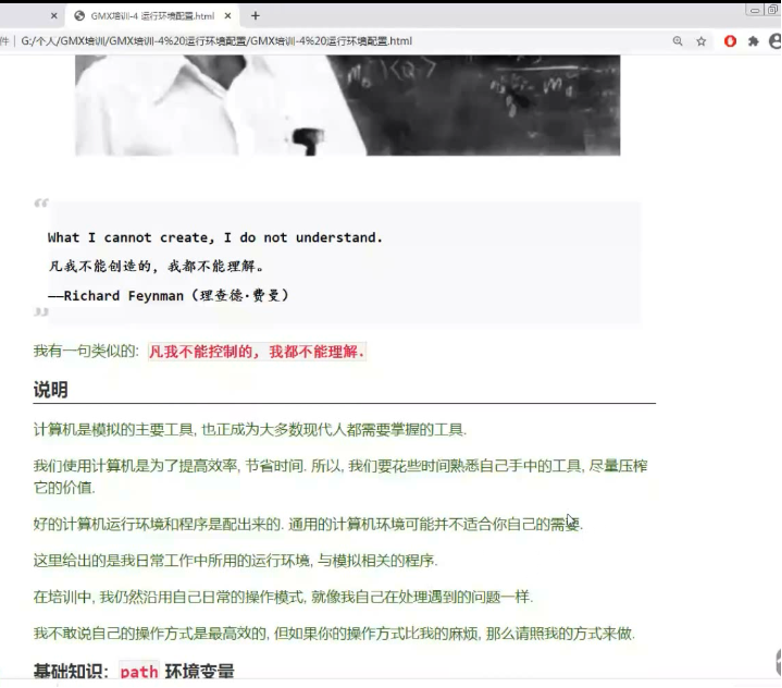 GMX培训-4 运行环境配置.html
件 G:/个人/GMX培训/GMX培训-4%20运行环境配置/GMX培训-4%20运行环境配置.html
What I cannot create, I do not understand.
凡我不能创造的, 我都不能理解。
——Richard Feynman (理查德·费曼)
我有一句类似的: 凡我不能控制的, 我都不能理解.
说明
计算机是模拟的主要工具, 也正成为大多数现代人都需要掌握的工具.
我们使用计算机是为了提高效率, 节省时间. 所以, 我们要花些时间熟悉自己手中的工具, 尽量压榨
它的价值.
好的计算机运行环境和程序是配出来的. 通用的计算机环境可能并不适合你自己的需要.
这里给出的是我日常工作中所用的运行环境, 与模拟相关的程序.
在培训中, 我仍然沿用自己日常的操作模式, 就像我自己在处理遇到的问题一样.
我不敢说自己的操作方式是最高效的, 但如果你的操作方式比我的麻烦, 那么请照我的方式来做.
基础知识: path 环境变量